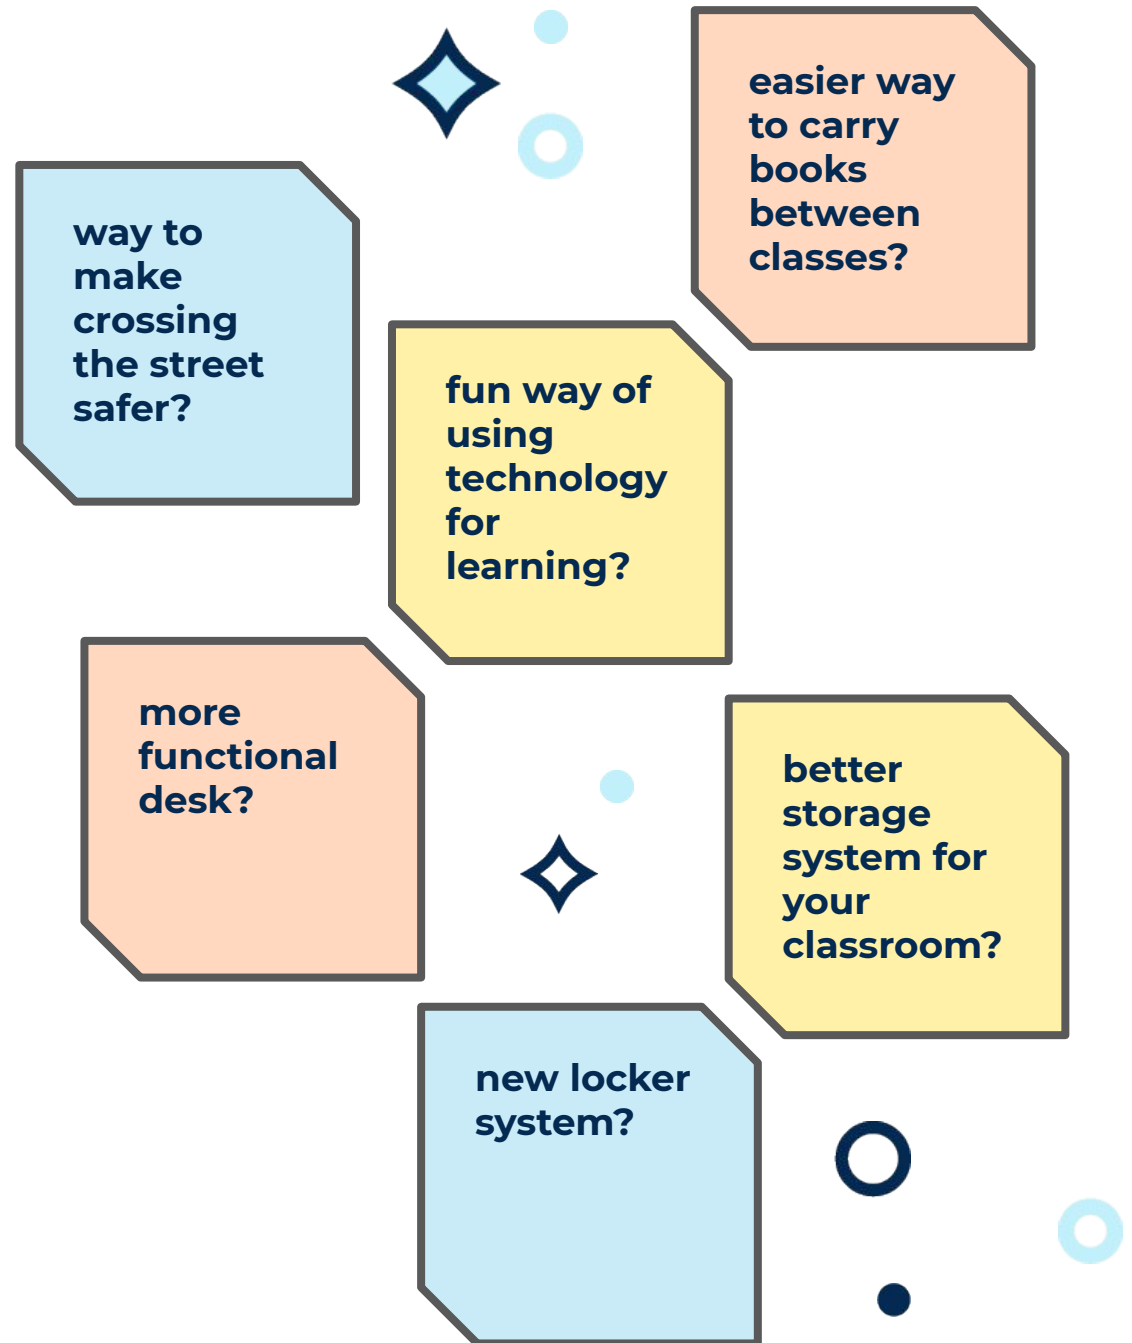 easier way
to carry
books
between
classes?
way to
make
crossing
the street
safer?
fun way of
using
technology
for
learning?
more
functional
desk?
better
storage
system for
your
classroom?
new locker
system?